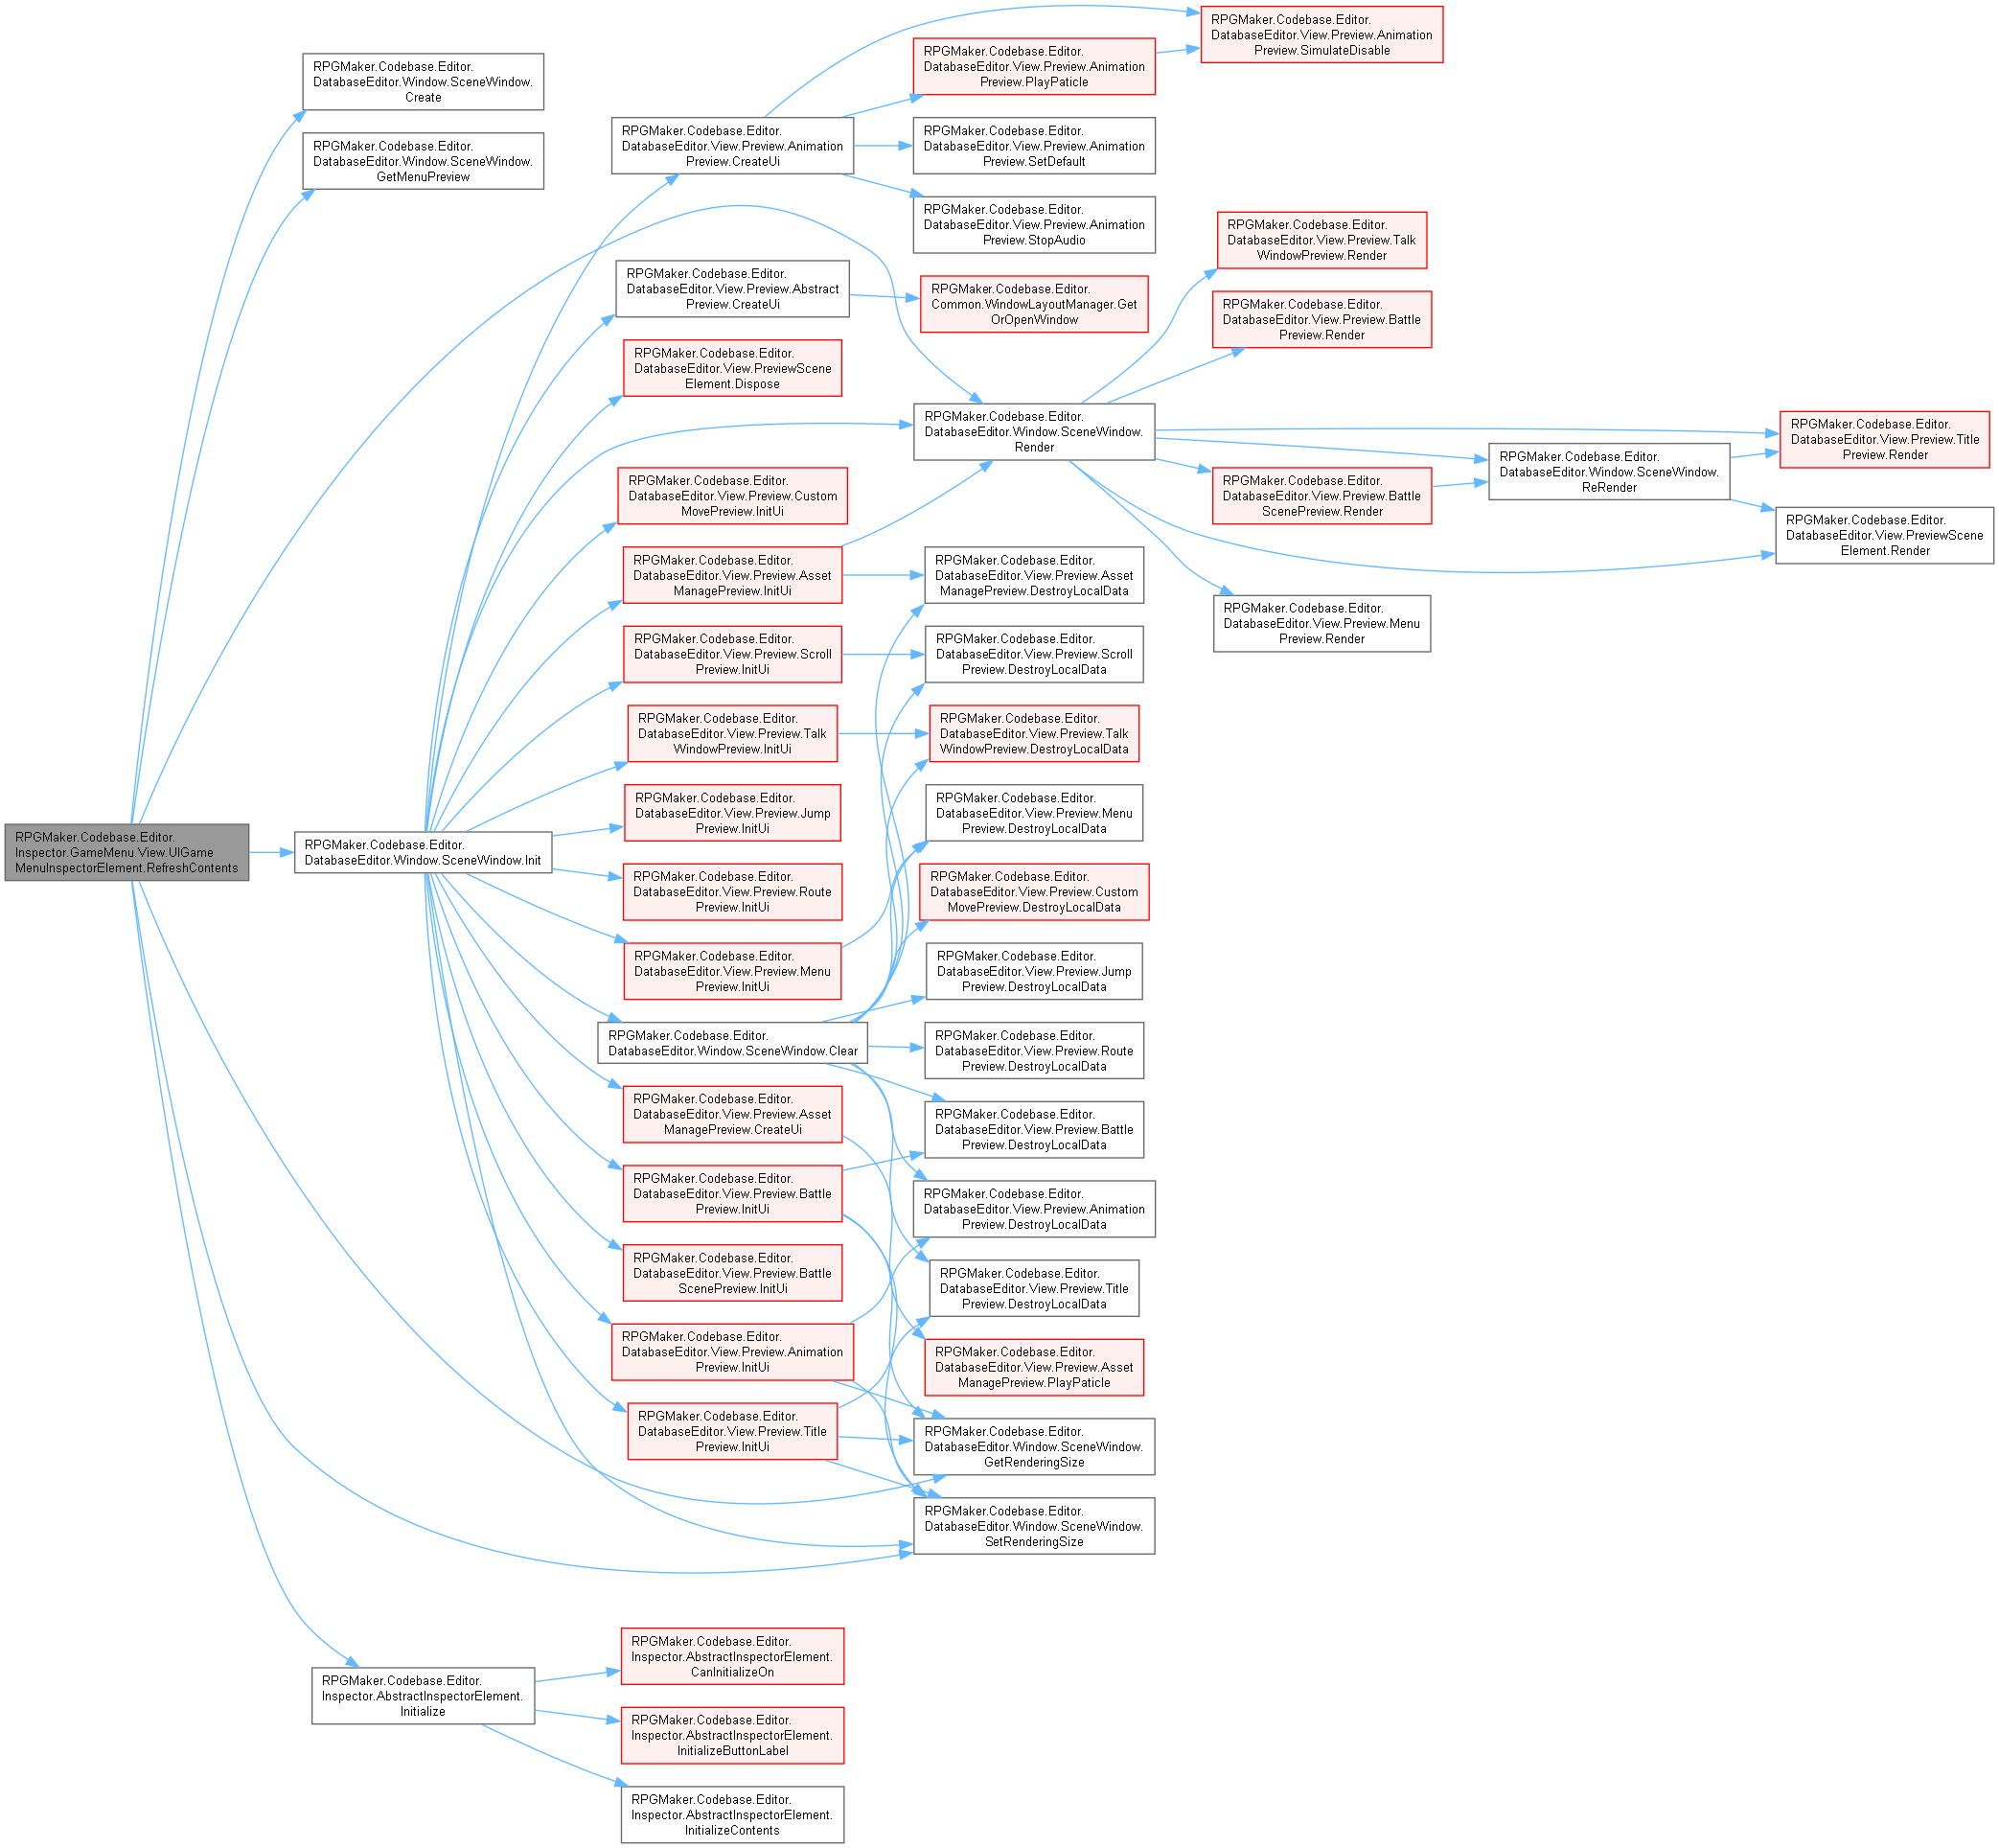 RPGMaker.Codebase.Editor.
Inspector.GameMenu.View.UIGame
MenuInspectorElement.RefreshContents
RPGMaker.Codebase.Editor.
DatabaseEditor.Window.SceneWindow.
Create
RPGMaker.Codebase.Editor.
DatabaseEditor.Window.SceneWindow.
GetMenuPreview
RPGMaker.Codebase.Editor.
DatabaseEditor.Window.SceneWindow.Init
RPGMaker.Codebase.Editor.
Inspector.AbstractInspectorElement.
Initialize
RPGMaker.Codebase.Editor.
DatabaseEditor.View.Preview.Animation
Preview.CreateUi
RPGMaker.Codebase.Editor.
DatabaseEditor.View.Preview.Abstract
Preview.CreateUi
RPGMaker.Codebase.Editor.
DatabaseEditor.View.PreviewScene
Element.Dispose
RPGMaker.Codebase.Editor.
DatabaseEditor.View.Preview.Custom
MovePreview.InitUi
RPGMaker.Codebase.Editor.
DatabaseEditor.View.Preview.Asset
ManagePreview.InitUi
RPGMaker.Codebase.Editor.
DatabaseEditor.View.Preview.Scroll
Preview.InitUi
RPGMaker.Codebase.Editor.
DatabaseEditor.View.Preview.Talk
WindowPreview.InitUi
RPGMaker.Codebase.Editor.
DatabaseEditor.View.Preview.Jump
Preview.InitUi
RPGMaker.Codebase.Editor.
DatabaseEditor.View.Preview.Route
Preview.InitUi
RPGMaker.Codebase.Editor.
DatabaseEditor.View.Preview.Menu
Preview.InitUi
RPGMaker.Codebase.Editor.
DatabaseEditor.Window.SceneWindow.Clear
RPGMaker.Codebase.Editor.
DatabaseEditor.View.Preview.Asset
ManagePreview.CreateUi
RPGMaker.Codebase.Editor.
DatabaseEditor.View.Preview.Battle
Preview.InitUi
RPGMaker.Codebase.Editor.
DatabaseEditor.View.Preview.Battle
ScenePreview.InitUi
RPGMaker.Codebase.Editor.
DatabaseEditor.View.Preview.Animation
Preview.InitUi
RPGMaker.Codebase.Editor.
DatabaseEditor.View.Preview.Title
Preview.InitUi
RPGMaker.Codebase.Editor.
Inspector.AbstractInspectorElement.
CanInitializeOn
RPGMaker.Codebase.Editor.
Inspector.AbstractInspectorElement.
InitializeButtonLabel
RPGMaker.Codebase.Editor.
Inspector.AbstractInspectorElement.
InitializeContents
RPGMaker.Codebase.Editor.
DatabaseEditor.View.Preview.Animation
Preview.PlayPaticle
RPGMaker.Codebase.Editor.
DatabaseEditor.View.Preview.Animation
Preview.SetDefault
RPGMaker.Codebase.Editor.
DatabaseEditor.View.Preview.Animation
Preview.StopAudio
RPGMaker.Codebase.Editor.
Common.WindowLayoutManager.Get
OrOpenWindow
RPGMaker.Codebase.Editor.
DatabaseEditor.Window.SceneWindow.
Render
RPGMaker.Codebase.Editor.
DatabaseEditor.View.Preview.Asset
ManagePreview.DestroyLocalData
RPGMaker.Codebase.Editor.
DatabaseEditor.View.Preview.Scroll
Preview.DestroyLocalData
RPGMaker.Codebase.Editor.
DatabaseEditor.View.Preview.Talk
WindowPreview.DestroyLocalData
RPGMaker.Codebase.Editor.
DatabaseEditor.View.Preview.Menu
Preview.DestroyLocalData
RPGMaker.Codebase.Editor.
DatabaseEditor.View.Preview.Custom
MovePreview.DestroyLocalData
RPGMaker.Codebase.Editor.
DatabaseEditor.View.Preview.Jump
Preview.DestroyLocalData
RPGMaker.Codebase.Editor.
DatabaseEditor.View.Preview.Route
Preview.DestroyLocalData
RPGMaker.Codebase.Editor.
DatabaseEditor.View.Preview.Battle
Preview.DestroyLocalData
RPGMaker.Codebase.Editor.
DatabaseEditor.View.Preview.Animation
Preview.DestroyLocalData
RPGMaker.Codebase.Editor.
DatabaseEditor.View.Preview.Title
Preview.DestroyLocalData
RPGMaker.Codebase.Editor.
DatabaseEditor.View.Preview.Asset
ManagePreview.PlayPaticle
RPGMaker.Codebase.Editor.
DatabaseEditor.Window.SceneWindow.
GetRenderingSize
RPGMaker.Codebase.Editor.
DatabaseEditor.Window.SceneWindow.
SetRenderingSize
RPGMaker.Codebase.Editor.
DatabaseEditor.View.Preview.Animation
Preview.SimulateDisable
RPGMaker.Codebase.Editor.
DatabaseEditor.View.Preview.Talk
WindowPreview.Render
RPGMaker.Codebase.Editor.
DatabaseEditor.View.Preview.Battle
Preview.Render
RPGMaker.Codebase.Editor.
DatabaseEditor.View.Preview.Battle
ScenePreview.Render
RPGMaker.Codebase.Editor.
DatabaseEditor.View.Preview.Menu
Preview.Render
RPGMaker.Codebase.Editor.
DatabaseEditor.Window.SceneWindow.
ReRender
RPGMaker.Codebase.Editor.
DatabaseEditor.View.Preview.Title
Preview.Render
RPGMaker.Codebase.Editor.
DatabaseEditor.View.PreviewScene
Element.Render